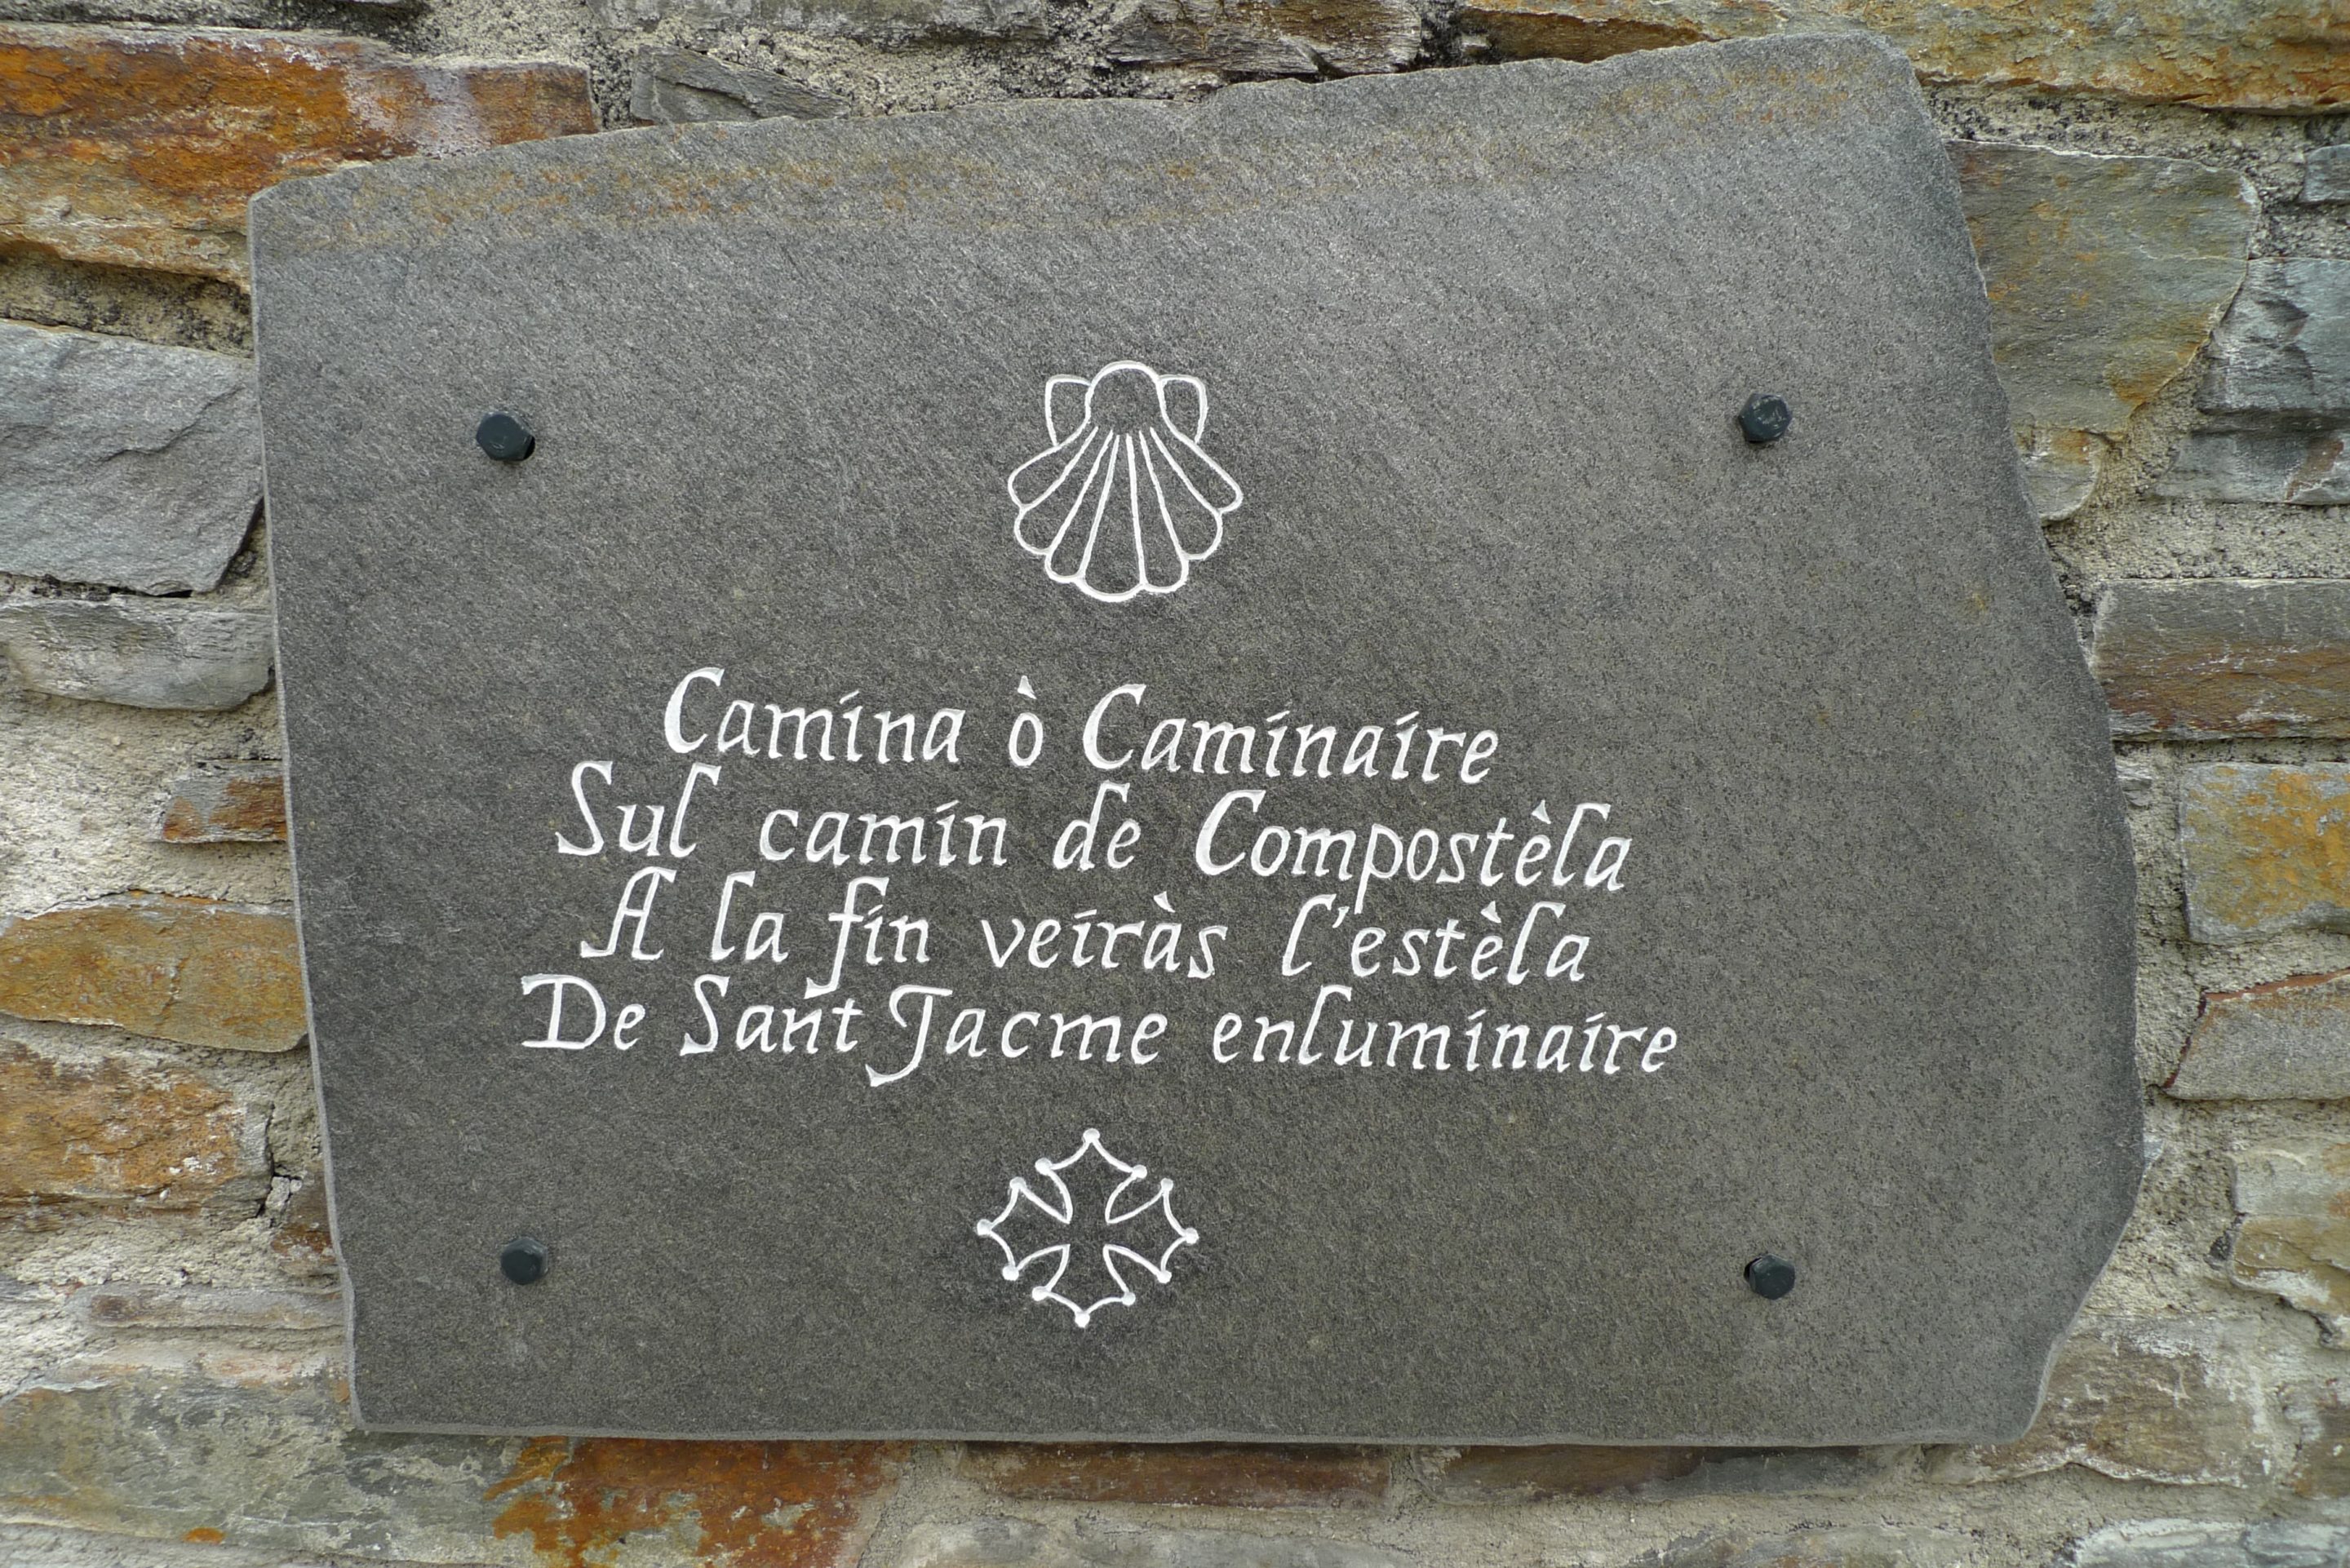 Camina ò Caminaire
Sul camin de Compostèla
A la fin veiràs l'estèla
De Sant Jacme enluminaire